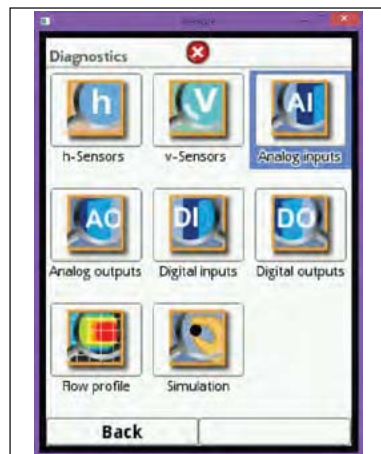 Diagnostics
h
V
AI
h-Sensors
v-Sensors
Analog inputs
AO
DI
DO
Analog outputs
Digital inputs
Digital outputs
Flow profile
Simulation
Back